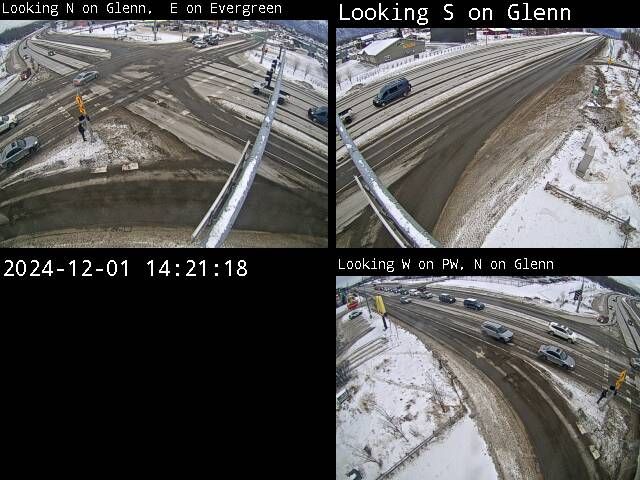 Looking N on Glenn,  E on Evergreen
Looking S on Glenn
2024-12-01 14:21:18
Looking W on PW, N on Glenn